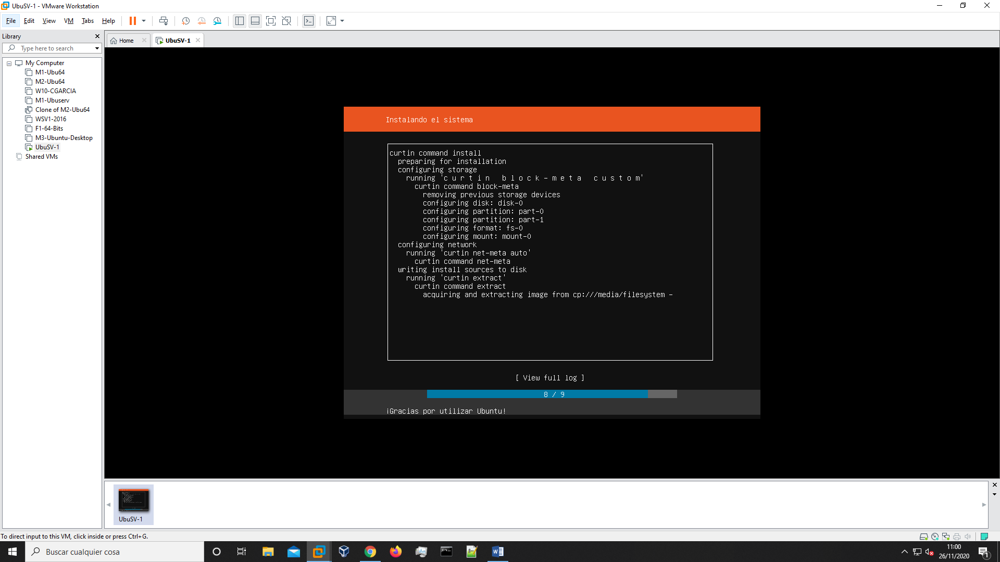 UbuSV-1 - VMware Workstation
File Edit View VM Tabs Help
Library
Home
UbuSV-1
Type here to search
My Computer
M1-Ubu64
M2-Ubu64
W10-CGARCIA
M1-Ubuserv
Clone of M2-Ubu64
WSV1-2016
F1-64-Bits
M3-Ubuntu-Desktop
UbuSV-1
Shared VMs
Instalando el sistema
curtin command install
preparing for installation
configuring storage
running 'c u r t i n   b l o c k - m e t a   c u s t o m'
curtin command block-meta
removing previous storage devices
configuring disk: disk-0
configuring partition: part-0
configuring partition: part-1
configuring format: fs-0
configuring mount: mount-0
configuring network
running 'curtin net-meta auto'
curtin command net-meta
writing install sources to disk
running 'curtin extract'
curtin command extract
acquiring and extracting image from cp:///media/filesystem -
[ View full log ]
8 / 9
¡Gracias por utilizar Ubuntu!
UbuSV-1
To direct input to this VM, click inside or press Ctrl+G.
Buscar cualquier cosa
11:00
26/11/2020
1